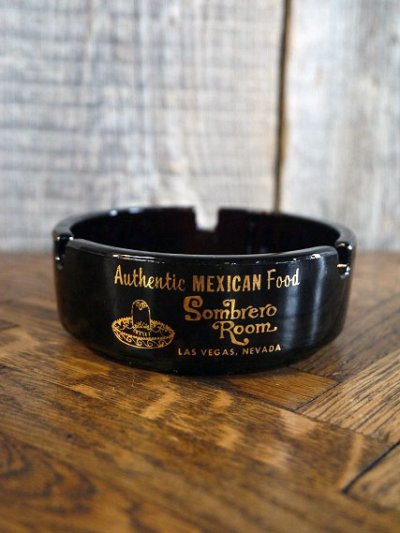 Authentic MEXICAN Food
Sombrero
Room
LAS VEGAS, NEVADA